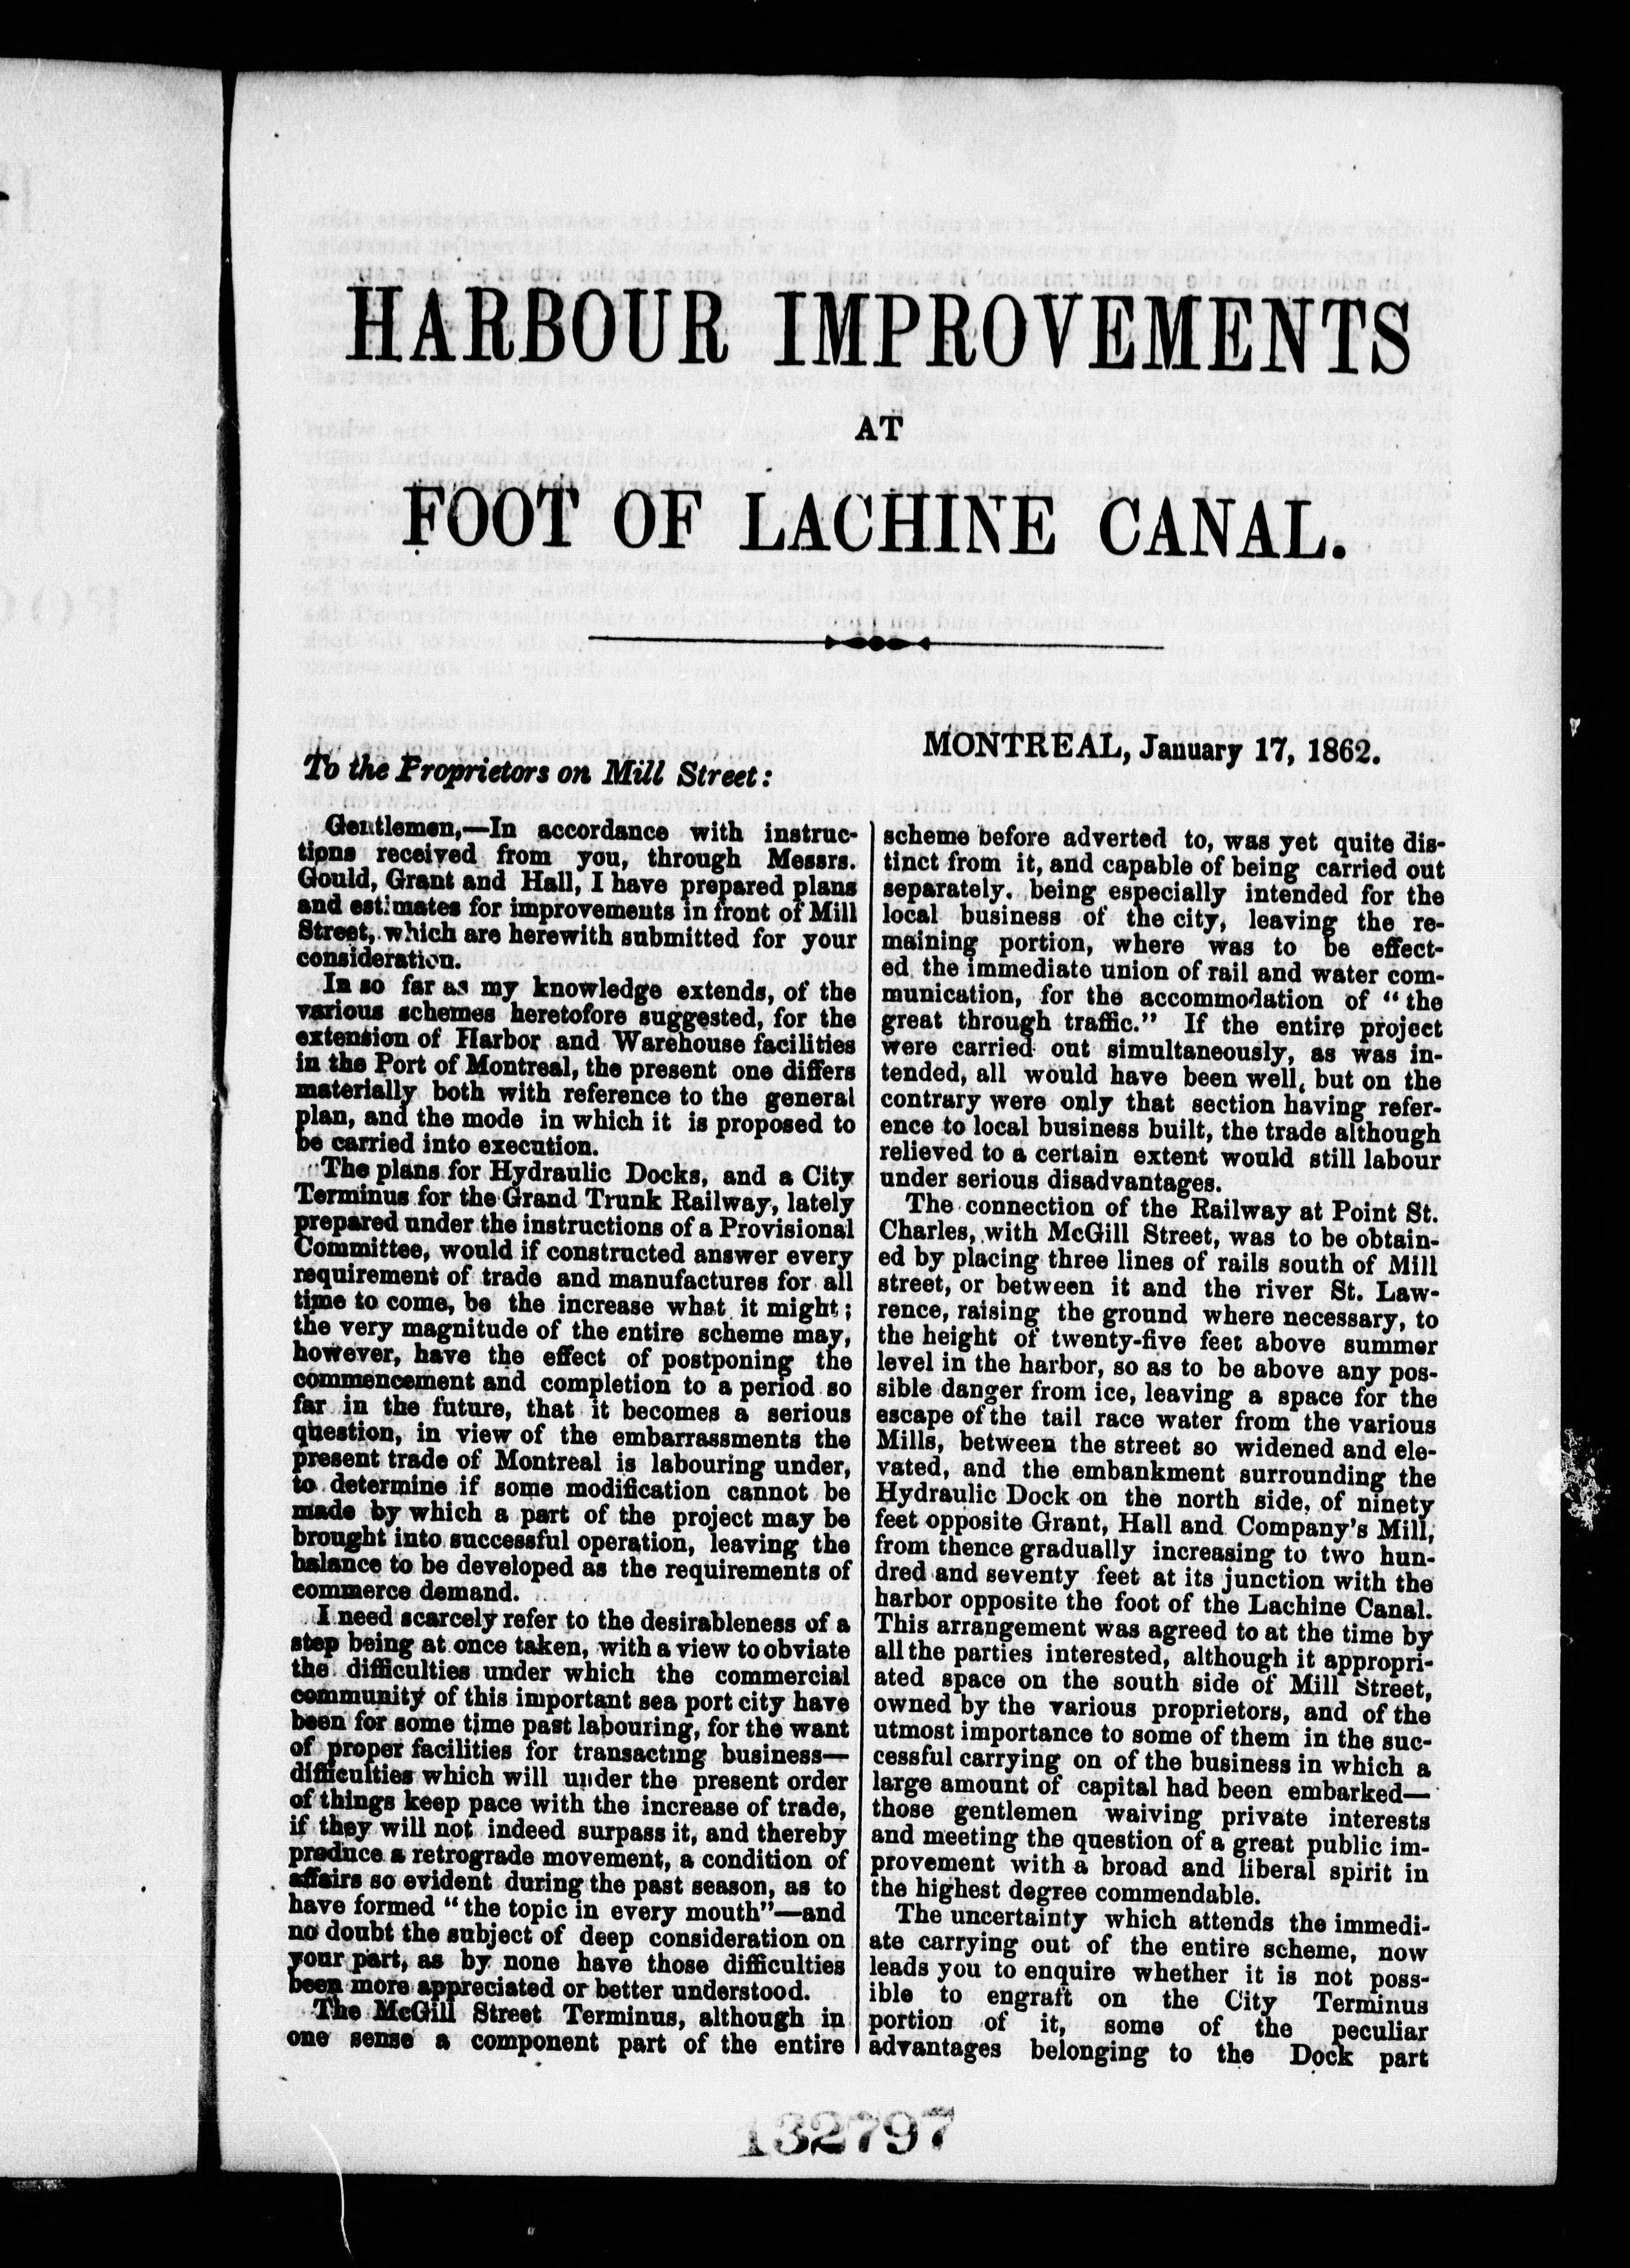 HARBOUR IMPROVEMENTS
AT
FOOT OF LACHINE CANAL.
MONTREAL, January 17, 1862.
To the Proprietors on Mill Street:
Gentlemen,—In accordance with instruc-
tions received from you, through Messrs.
Gould, Grant and Hall, I have prepared plans
and estimates for improvements in front of Mill
Street, which are herewith submitted for your
consideration.
In so far as my knowledge extends, of the
various schemes heretofore suggested, for the
extension of Harbor and Warehouse facilities
in the Port of Montreal, the present one differs
materially both with reference to the general
plan, and the mode in which it is proposed to
be carried into execution.
The plans for Hydraulic Docks, and a City
Terminus for the Grand Trunk Railway, lately
prepared under the instructions of a Provisional
Committee, would if constructed answer every
requirement of trade and manufactures for all
time to come, be the increase what it might;
the very magnitude of the entire scheme may,
however, have the effect of postponing the
commencement and completion to a period so
far in the future, that it becomes a serious
question, in view of the embarrassments the
present trade of Montreal is labouring under,
to determine if some modification cannot be
made by which a part of the project may be
brought into successful operation, leaving the
balance to be developed as the requirements of
commerce demand.
I need scarcely refer to the desirableness of a
step being at once taken, with a view to obviate
the difficulties under which the commercial
community of this important sea port city have
been for some time past labouring, for the want
of proper facilities for transacting business—
difficulties which will under the present order
of things keep pace with the increase of trade,
if they will not indeed surpass it, and thereby
produce a retrograde movement, a condition of
affairs so evident during the past season, as to
have formed "the topic in every mouth"—and
no doubt the subject of deep consideration on
your part, as by none have those difficulties
been more appreciated or better understood.
The McGill Street Terminus, although in
one sense a component part of the entire
scheme before adverted to, was yet quite dis-
tinct from it, and capable of being carried out
separately. being especially intended for the
local business of the city, leaving the re-
maining portion, where was to be effect-
ed the immediate union of rail and water com-
munication, for the accommodation of "the
great through traffic." If the entire project
were carried out simultaneously, as was in-
tended, all would have been well, but on the
contrary were only that section having refer-
ence to local business built, the trade although
relieved to a certain extent would still labour
under serious disadvantages.
The connection of the Railway at Point St.
Charles, with McGill Street, was to be obtain-
ed by placing three lines of rails south of Mill
street, or between it and the river St. Law-
rence, raising the ground where necessary, to
the height of twenty-five feet above summer
level in the harbor, so as to be above any pos-
sible danger from ice, leaving a space for the
escape of the tail race water from the various
Mills, between the street so widened and ele-
vated, and the embankment surrounding the
Hydraulic Dock on the north side, of ninety
feet opposite Grant, Hall and Company's Mill,
from thence gradually increasing to two hun-
dred and seventy feet at its junction with the
harbor opposite the foot of the Lachine Canal.
This arrangement was agreed to at the time by
all the parties interested, although it appropri-
ated space on the south side of Mill Street,
owned by the various proprietors, and of the
utmost importance to some of them in the suc-
cessful carrying on of the business in which a
large amount of capital had been embarked—
those gentlemen waiving private interests
and meeting the question of a great public im-
provement with a broad and liberal spirit in
the highest degree commendable.
The uncertainty which attends the immedi-
ate carrying out of the entire scheme, now
leads you to enquire whether it is not poss-
ible to engraft on the City Terminus
portion of it, some of the peculiar
advantages belonging to the Dock part
132797